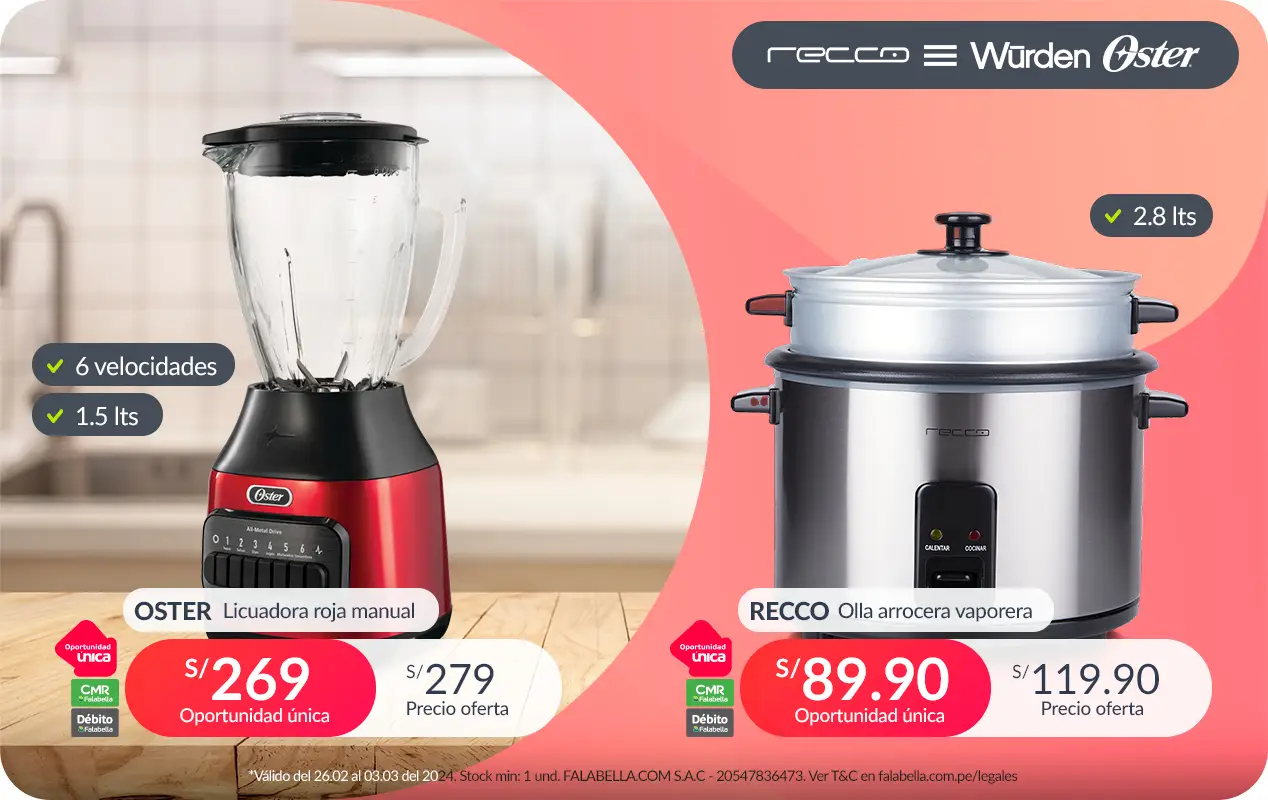 recco Würden Oster
2.8 lts
6 velocidades
1.5 lts
recco
Oster
All-Metal Drive
1 2 3 4 5 6
CALENTAR COCINAR
OSTER Licuadora roja manual
Oportunidad
única
CMR
Falabella
Débito
Falabella
S/269
Oportunidad única
S/279
Precio oferta
RECCO Olla arrocera vaporera
Oportunidad
única
CMR
Falabella
Débito
Falabella
S/89.90
Oportunidad única
S/119.90
Precio oferta
*Válido del 26.02 al 03.03 del 2024. Stock min: 1 und. FALABELLA.COM S.A.C - 20547836473. Ver T&C en falabella.com.pe/legales